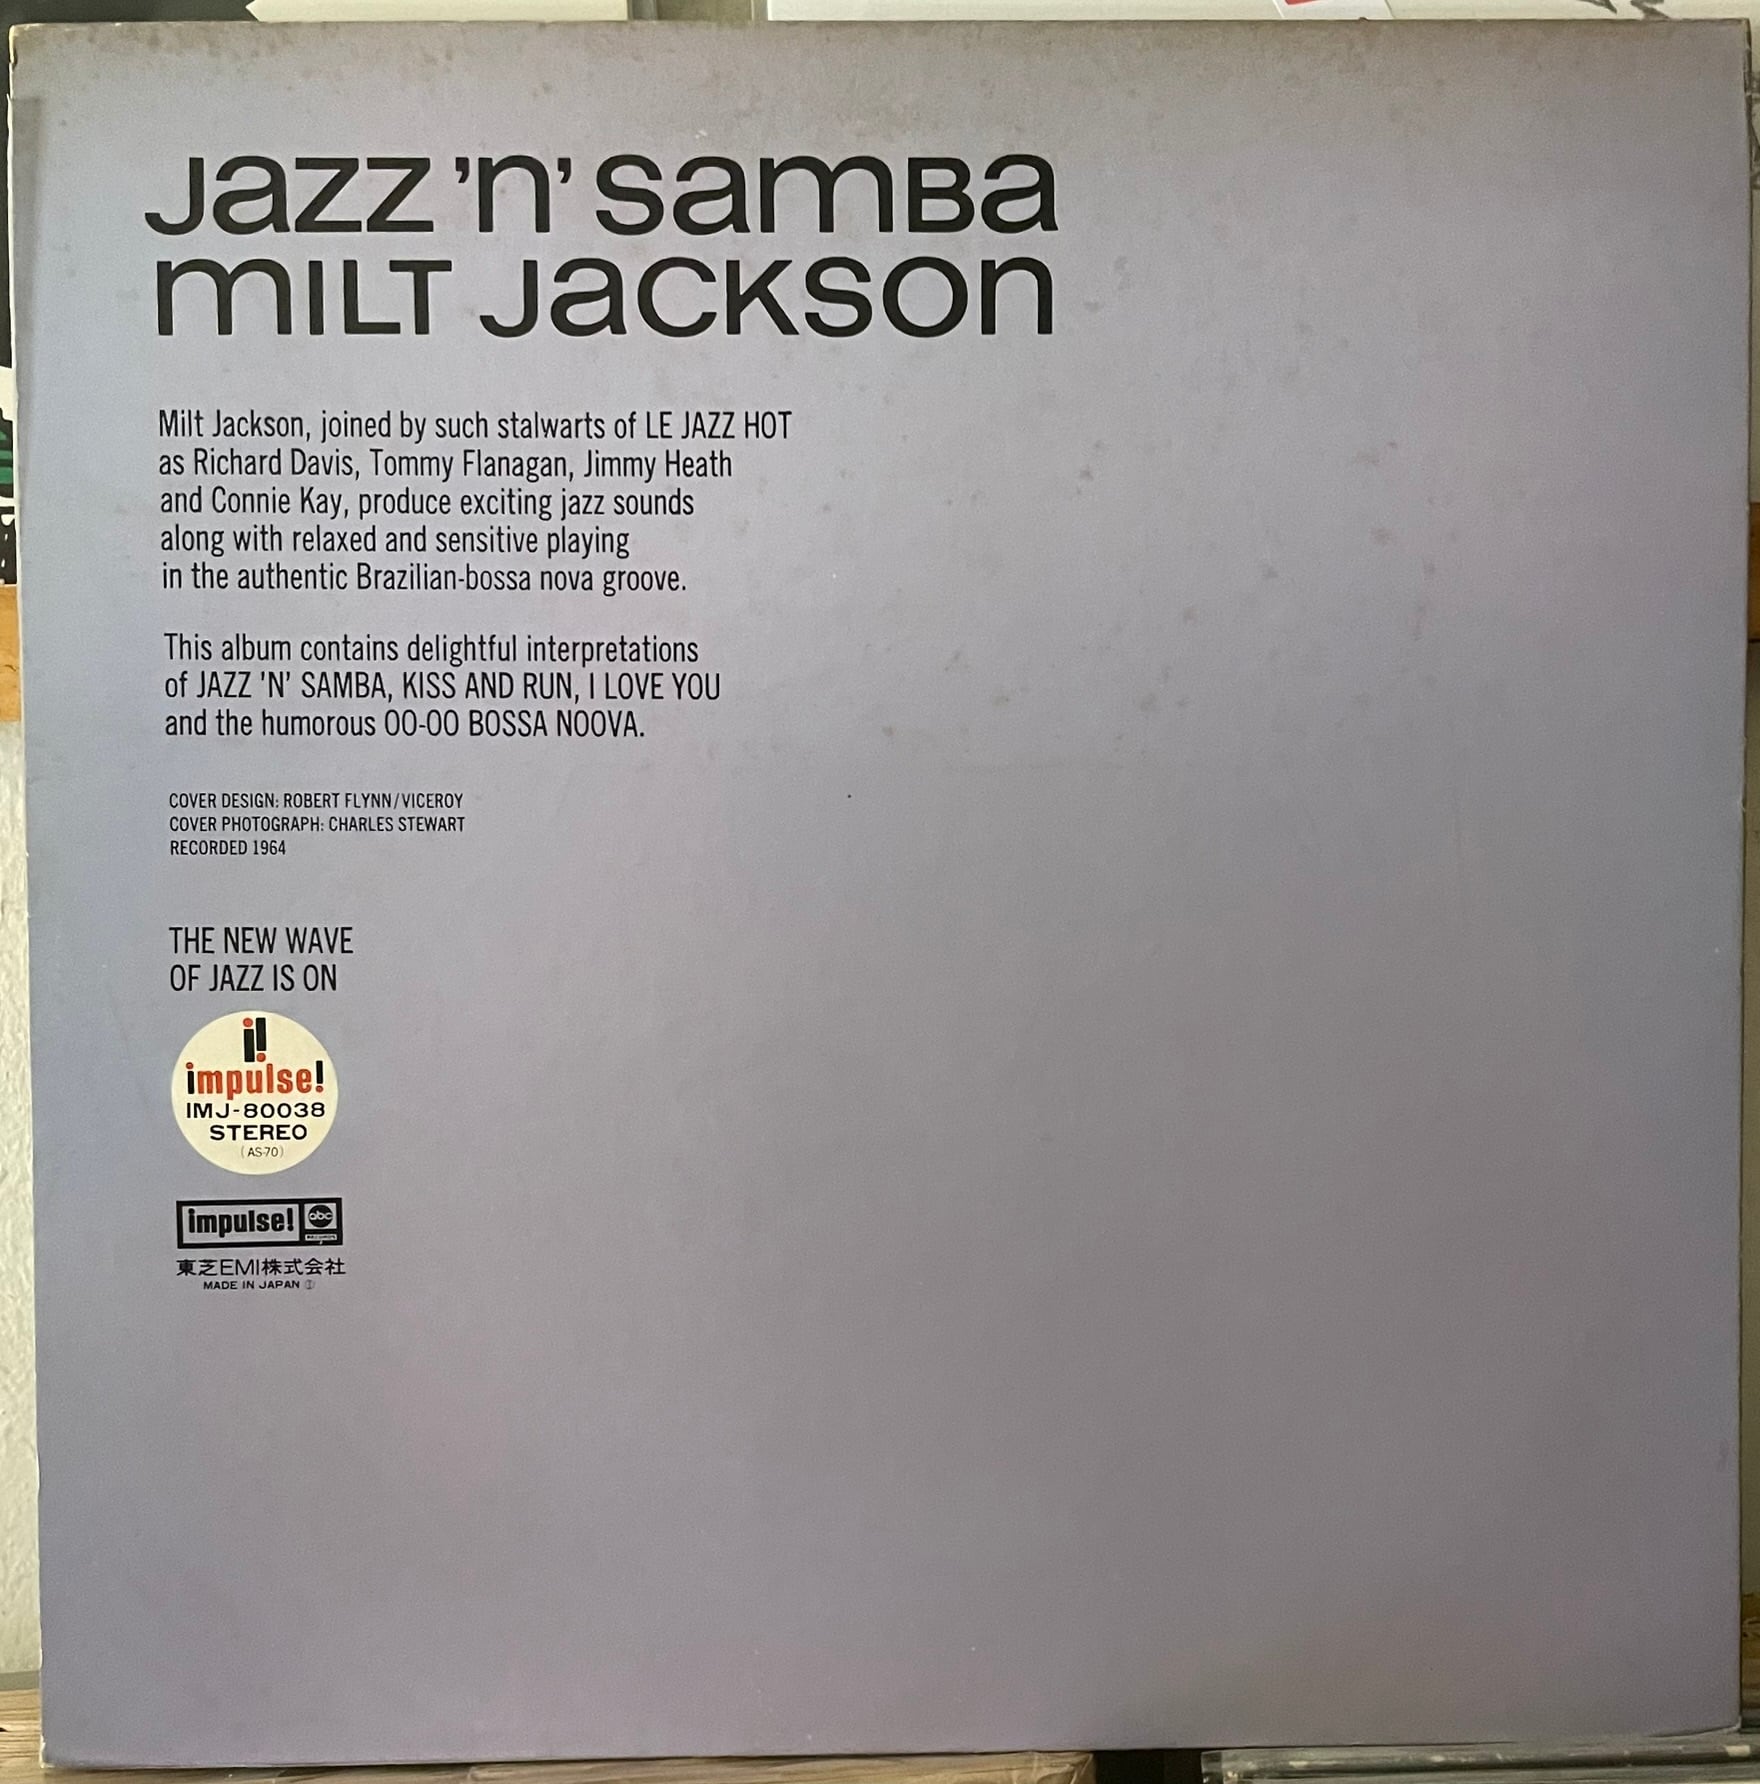 Jazz 'n' samba
milt Jackson
Milt Jackson, joined by such stalwarts of LE JAZZ HOT
as Richard Davis, Tommy Flanagan, Jimmy Heath
and Connie Kay, produce exciting jazz sounds
along with relaxed and sensitive playing
in the authentic Brazilian-bossa nova groove.
This album contains delightful interpretations
of JAZZ 'N' SAMBA, KISS AND RUN, I LOVE YOU
and the humorous OO-OO BOSSA NOOVA.
COVER DESIGN: ROBERT FLYNN/VICEROY
COVER PHOTOGRAPH: CHARLES STEWART
RECORDED 1964
THE NEW WAVE
OF JAZZ IS ON
i!
impulse!
IMJ-80038
STEREO
(AS-70)
impulse! abc
RECORDS
東芝EMI株式会社
MADE IN JAPAN